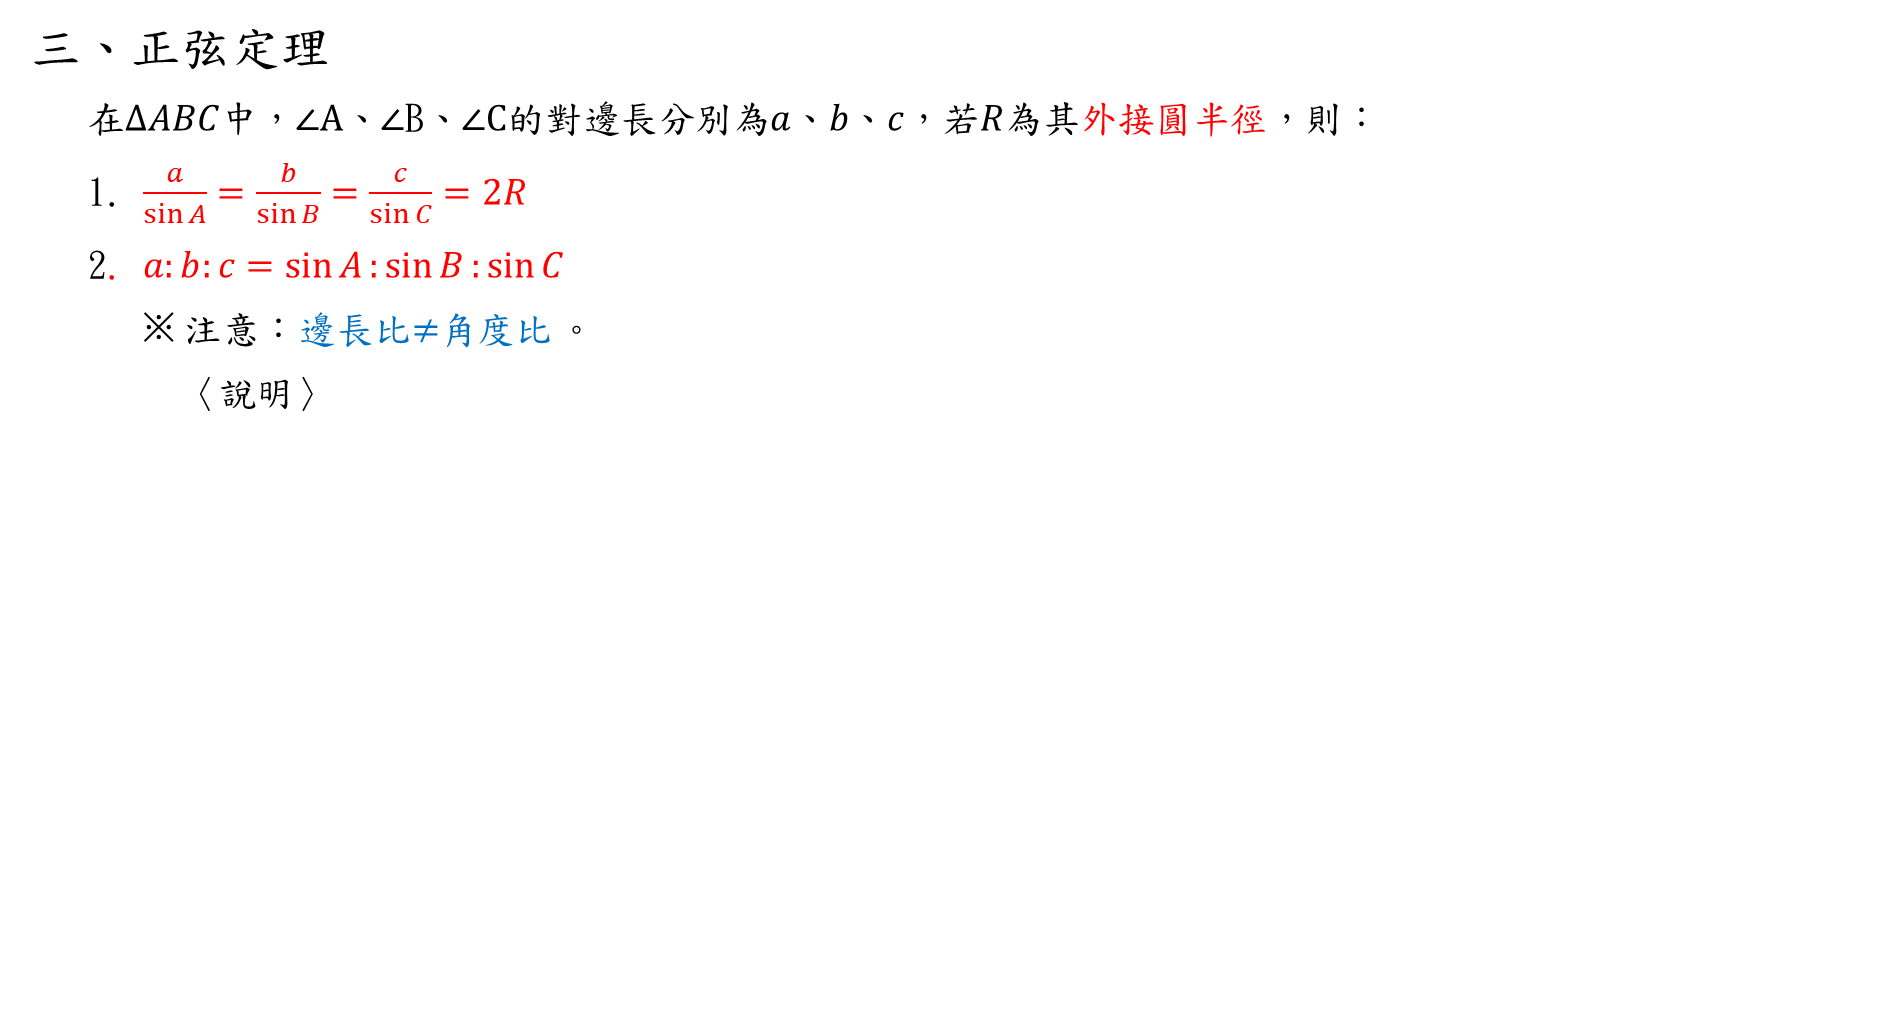 三、正弦定理
在ΔABC中，∠A、∠B、∠C的對邊長分別為a、b、c，若R為其外接圓半徑，則：
1. a/sin A = b/sin B = c/sin C = 2R
2. a:b:c = sin A : sin B : sin C
※注意：邊長比≠角度比。
〈說明〉